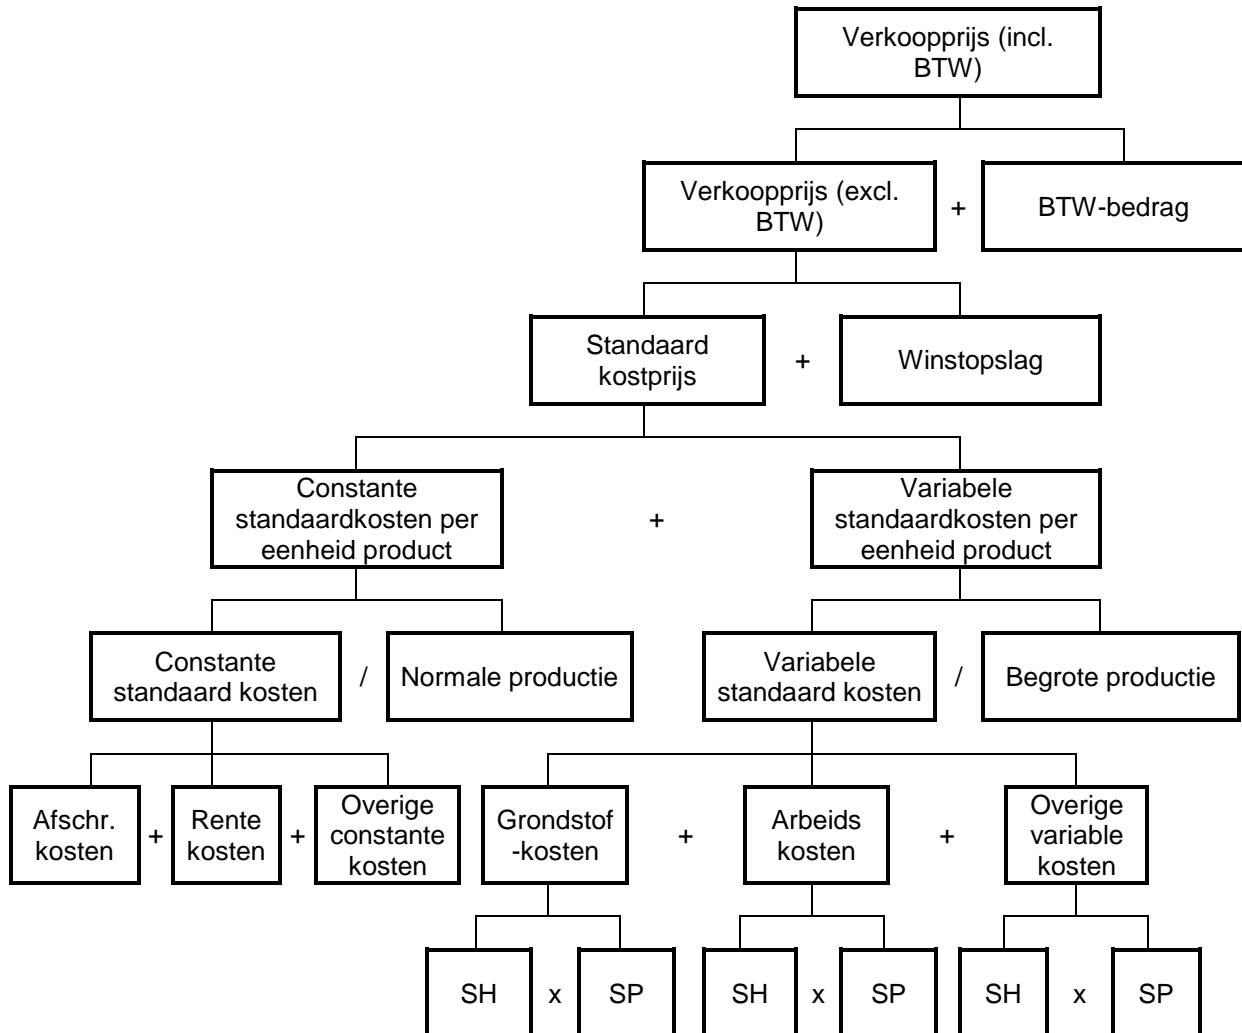 Verkoopprijs (incl.
BTW)
Verkoopprijs (excl.
BTW)
+
BTW-bedrag
Standaard
kostprijs
+
Winstopslag
Constante
standaardkosten per
eenheid product
+
Variabele
standaardkosten per
eenheid product
Constante
standaard kosten
/
Normale productie
Variabele
standaard kosten
/
Begrote productie
Afschr.
kosten
+
Rente
kosten
+
Overige
constante
kosten
Grondstof
-kosten
+
Arbeids
kosten
+
Overige
variable
kosten
SH
x
SP
SH
x
SP
SH
x
SP